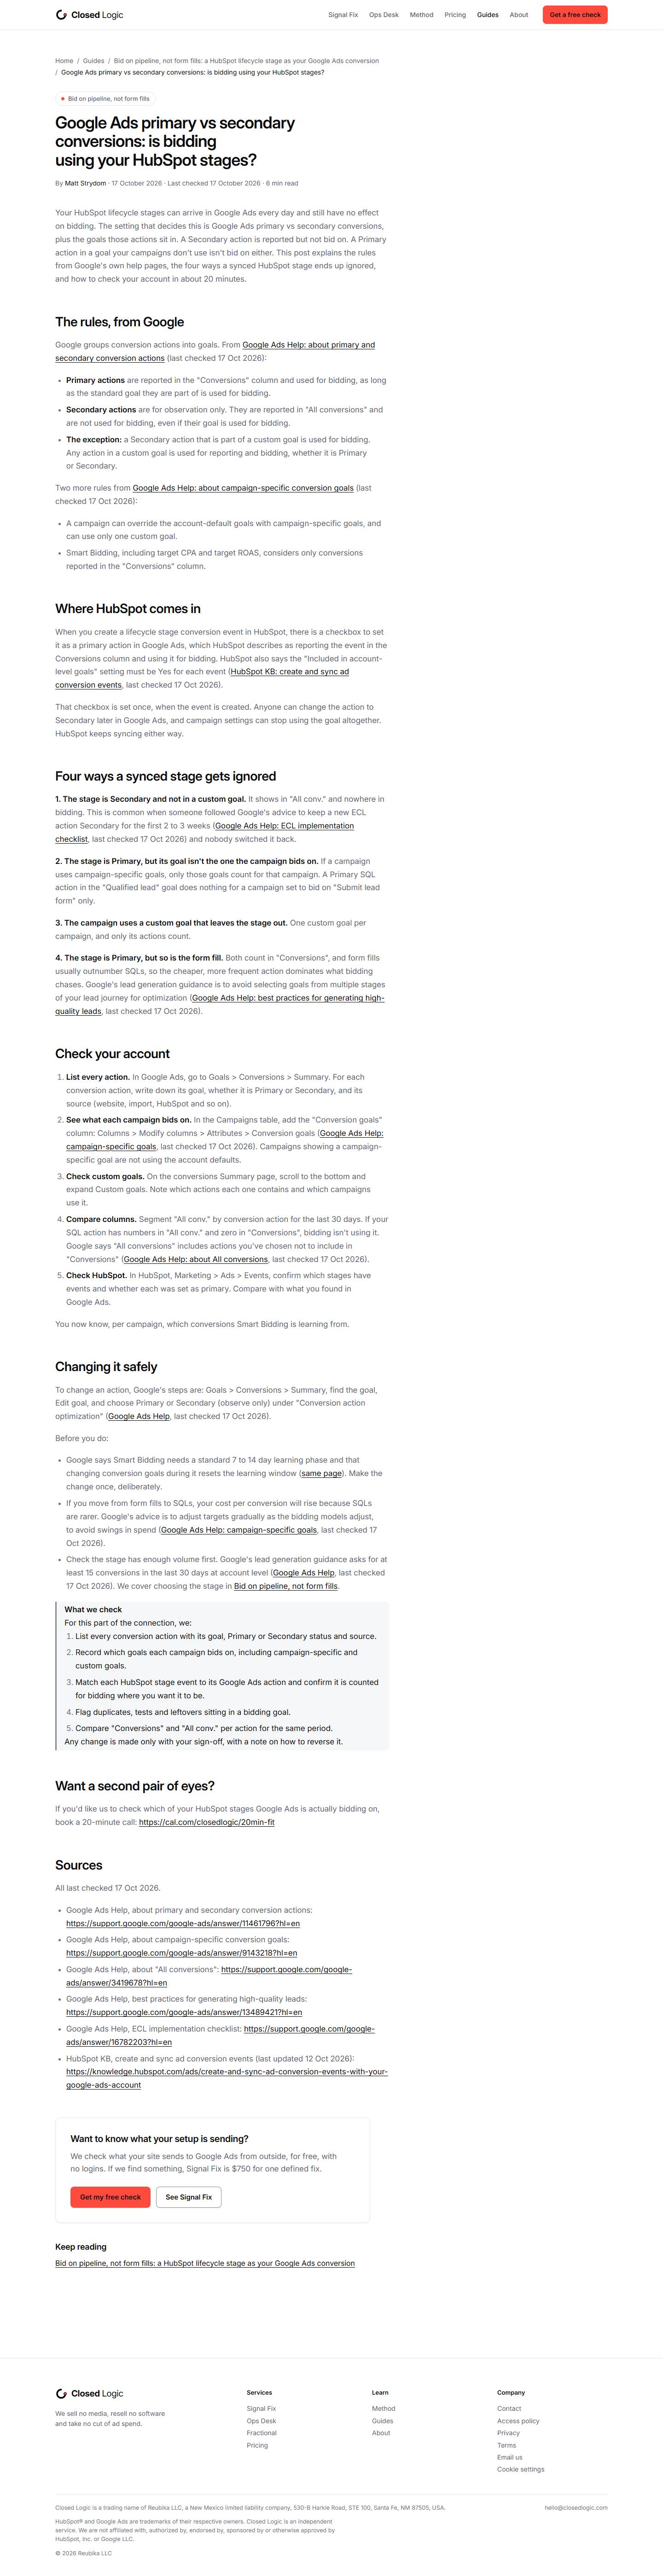 Closed Logic
Signal Fix
Ops Desk
Method
Pricing
Guides
About
Get a free check
Home / Guides / Bid on pipeline, not form fills: a HubSpot lifecycle stage as your Google Ads conversion
/ Google Ads primary vs secondary conversions: is bidding using your HubSpot stages?
Bid on pipeline, not form fills
Google Ads primary vs secondary
conversions: is bidding
using your HubSpot stages?
By Matt Strydom · 17 October 2026 · Last checked 17 October 2026 · 6 min read
Your HubSpot lifecycle stages can arrive in Google Ads every day and still have no effect
on bidding. The setting that decides this is Google Ads primary vs secondary conversions,
plus the goals those actions sit in. A Secondary action is reported but not bid on. A Primary
action in a goal your campaigns don't use isn't bid on either. This post explains the rules
from Google's own help pages, the four ways a synced HubSpot stage ends up ignored,
and how to check your account in about 20 minutes.
The rules, from Google
Google groups conversion actions into goals. From Google Ads Help: about primary and
secondary conversion actions (last checked 17 Oct 2026):
• Primary actions are reported in the "Conversions" column and used for bidding, as long
as the standard goal they are part of is used for bidding.
• Secondary actions are for observation only. They are reported in "All conversions" and
are not used for bidding, even if their goal is used for bidding.
• The exception: a Secondary action that is part of a custom goal is used for bidding.
Any action in a custom goal is used for reporting and bidding, whether it is Primary
or Secondary.
Two more rules from Google Ads Help: about campaign-specific conversion goals (last
checked 17 Oct 2026):
• A campaign can override the account-default goals with campaign-specific goals, and
can use only one custom goal.
• Smart Bidding, including target CPA and target ROAS, considers only conversions
reported in the "Conversions" column.
Where HubSpot comes in
When you create a lifecycle stage conversion event in HubSpot, there is a checkbox to set
it as a primary action in Google Ads, which HubSpot describes as reporting the event in the
Conversions column and using it for bidding. HubSpot also says the "Included in account-
level goals" setting must be Yes for each event (HubSpot KB: create and sync ad
conversion events, last checked 17 Oct 2026).
That checkbox is set once, when the event is created. Anyone can change the action to
Secondary later in Google Ads, and campaign settings can stop using the goal altogether.
HubSpot keeps syncing either way.
Four ways a synced stage gets ignored
1. The stage is Secondary and not in a custom goal. It shows in "All conv." and nowhere in
bidding. This is common when someone followed Google's advice to keep a new ECL
action Secondary for the first 2 to 3 weeks (Google Ads Help: ECL implementation
checklist, last checked 17 Oct 2026) and nobody switched it back.
2. The stage is Primary, but its goal isn't the one the campaign bids on. If a campaign
uses campaign-specific goals, only those goals count for that campaign. A Primary SQL
action in the "Qualified lead" goal does nothing for a campaign set to bid on "Submit lead
form" only.
3. The campaign uses a custom goal that leaves the stage out. One custom goal per
campaign, and only its actions count.
4. The stage is Primary, but so is the form fill. Both count in "Conversions", and form fills
usually outnumber SQLs, so the cheaper, more frequent action dominates what bidding
chases. Google's lead generation guidance is to avoid selecting goals from multiple stages
of your lead journey for optimization (Google Ads Help: best practices for generating high-
quality leads, last checked 17 Oct 2026).
Check your account
1. List every action. In Google Ads, go to Goals > Conversions > Summary. For each
conversion action, write down its goal, whether it is Primary or Secondary, and its
source (website, import, HubSpot and so on).
2. See what each campaign bids on. In the Campaigns table, add the "Conversion goals"
column: Columns > Modify columns > Attributes > Conversion goals (Google Ads Help:
campaign-specific goals, last checked 17 Oct 2026). Campaigns showing a campaign-
specific goal are not using the account defaults.
3. Check custom goals. On the conversions Summary page, scroll to the bottom and
expand Custom goals. Note which actions each one contains and which campaigns
use it.
4. Compare columns. Segment "All conv." by conversion action for the last 30 days. If your
SQL action has numbers in "All conv." and zero in "Conversions", bidding isn't using it.
Google says "All conversions" includes actions you've chosen not to include in
"Conversions" (Google Ads Help: about All conversions, last checked 17 Oct 2026).
5. Check HubSpot. In HubSpot, Marketing > Ads > Events, confirm which stages have
events and whether each was set as primary. Compare with what you found in
Google Ads.
You now know, per campaign, which conversions Smart Bidding is learning from.
Changing it safely
To change an action, Google's steps are: Goals > Conversions > Summary, find the goal,
Edit goal, and choose Primary or Secondary (observe only) under "Conversion action
optimization" (Google Ads Help, last checked 17 Oct 2026).
Before you do:
• Google says Smart Bidding needs a standard 7 to 14 day learning phase and that
changing conversion goals during it resets the learning window (same page). Make the
change once, deliberately.
• If you move from form fills to SQLs, your cost per conversion will rise because SQLs
are rarer. Google's advice is to adjust targets gradually as the bidding models adjust,
to avoid swings in spend (Google Ads Help: campaign-specific goals, last checked 17
Oct 2026).
• Check the stage has enough volume first. Google's lead generation guidance asks for at
least 15 conversions in the last 30 days at account level (Google Ads Help, last checked
17 Oct 2026). We cover choosing the stage in Bid on pipeline, not form fills.
What we check
For this part of the connection, we:
1. List every conversion action with its goal, Primary or Secondary status and source.
2. Record which goals each campaign bids on, including campaign-specific and
custom goals.
3. Match each HubSpot stage event to its Google Ads action and confirm it is counted
for bidding where you want it to be.
4. Flag duplicates, tests and leftovers sitting in a bidding goal.
5. Compare "Conversions" and "All conv." per action for the same period.
Any change is made only with your sign-off, with a note on how to reverse it.
Want a second pair of eyes?
If you'd like us to check which of your HubSpot stages Google Ads is actually bidding on,
book a 20-minute call: https://cal.com/closedlogic/20min-fit
Sources
All last checked 17 Oct 2026.
• Google Ads Help, about primary and secondary conversion actions:
https://support.google.com/google-ads/answer/11461796?hl=en
• Google Ads Help, about campaign-specific conversion goals:
https://support.google.com/google-ads/answer/9143218?hl=en
• Google Ads Help, about "All conversions": https://support.google.com/google-
ads/answer/3419678?hl=en
• Google Ads Help, best practices for generating high-quality leads:
https://support.google.com/google-ads/answer/13489421?hl=en
• Google Ads Help, ECL implementation checklist: https://support.google.com/google-
ads/answer/16782203?hl=en
• HubSpot KB, create and sync ad conversion events (last updated 12 Oct 2026):
https://knowledge.hubspot.com/ads/create-and-sync-ad-conversion-events-with-your-
google-ads-account
Want to know what your setup is sending?
We check what your site sends to Google Ads from outside, for free, with
no logins. If we find something, Signal Fix is $750 for one defined fix.
Get my free check
See Signal Fix
Keep reading
Bid on pipeline, not form fills: a HubSpot lifecycle stage as your Google Ads conversion
Closed Logic
We sell no media, resell no software
and take no cut of ad spend.
Services
Signal Fix
Ops Desk
Fractional
Pricing
Learn
Method
Guides
About
Company
Contact
Access policy
Privacy
Terms
Email us
Cookie settings
Closed Logic is a trading name of Reubika LLC, a New Mexico limited liability company, 530-B Harkle Road, STE 100, Santa Fe, NM 87505, USA.
hello@closedlogic.com
HubSpot® and Google Ads are trademarks of their respective owners. Closed Logic is an independent
service. We are not affiliated with, authorized by, endorsed by, sponsored by or otherwise approved by
HubSpot, Inc. or Google LLC.
© 2026 Reubika LLC